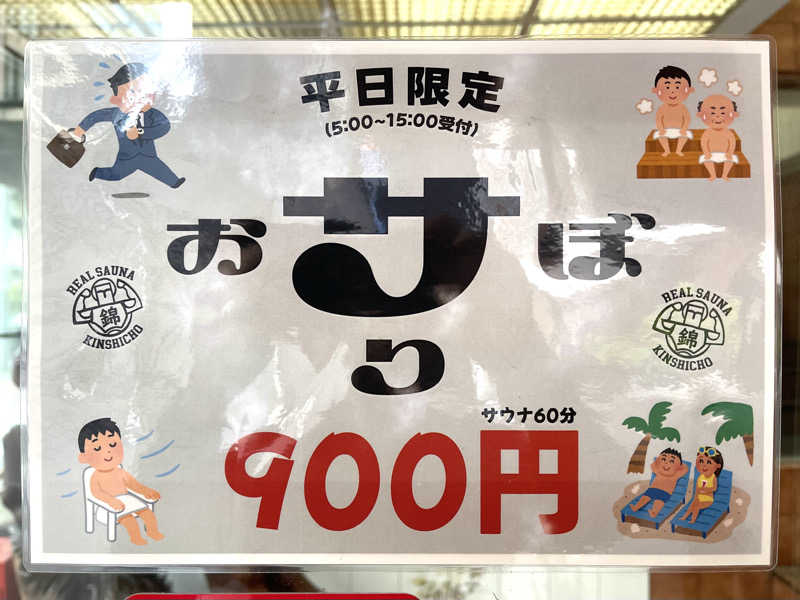 平日限定
(5:00~15:00受付)
おサぼ
り
REAL SAUNA
錦
KINSHICHO
REAL SAUNA
錦
KINSHICHO
サウナ60分
900円